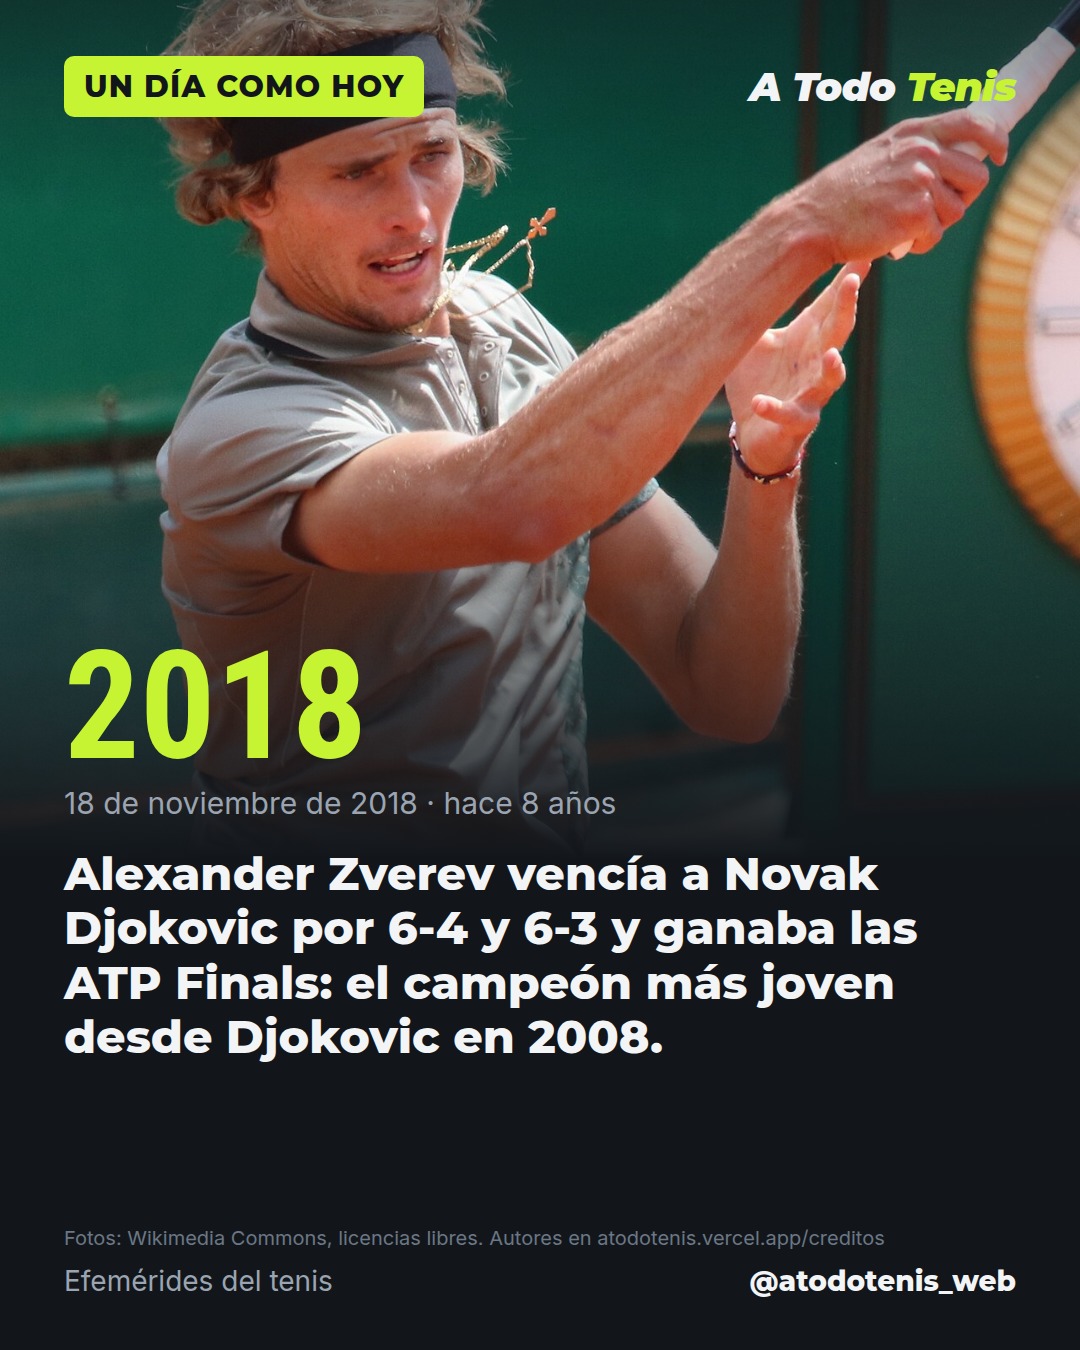 UN DÍA COMO HOY
A Todo Tenis
2018
18 de noviembre de 2018 · hace 8 años
Alexander Zverev vencía a Novak
Djokovic por 6-4 y 6-3 y ganaba las
ATP Finals: el campeón más joven
desde Djokovic en 2008.
Fotos: Wikimedia Commons, licencias libres. Autores en atodotenis.vercel.app/creditos
Efemérides del tenis
@atodotenis_web